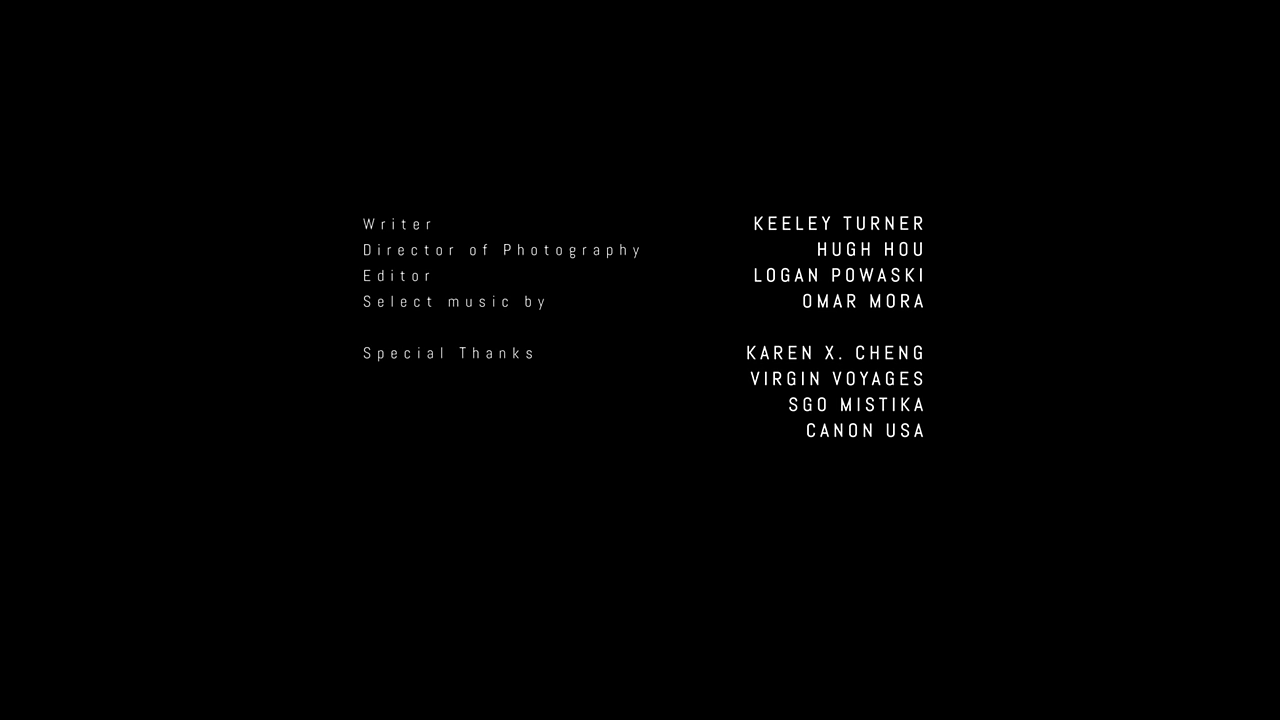 Writer KEELEY TURNER
Director of Photography HUGH HOU
Editor LOGAN POWASKI
Select music by OMAR MORA
Special Thanks KAREN X. CHENG
VIRGIN VOYAGES
SGO MISTIKA
CANON USA